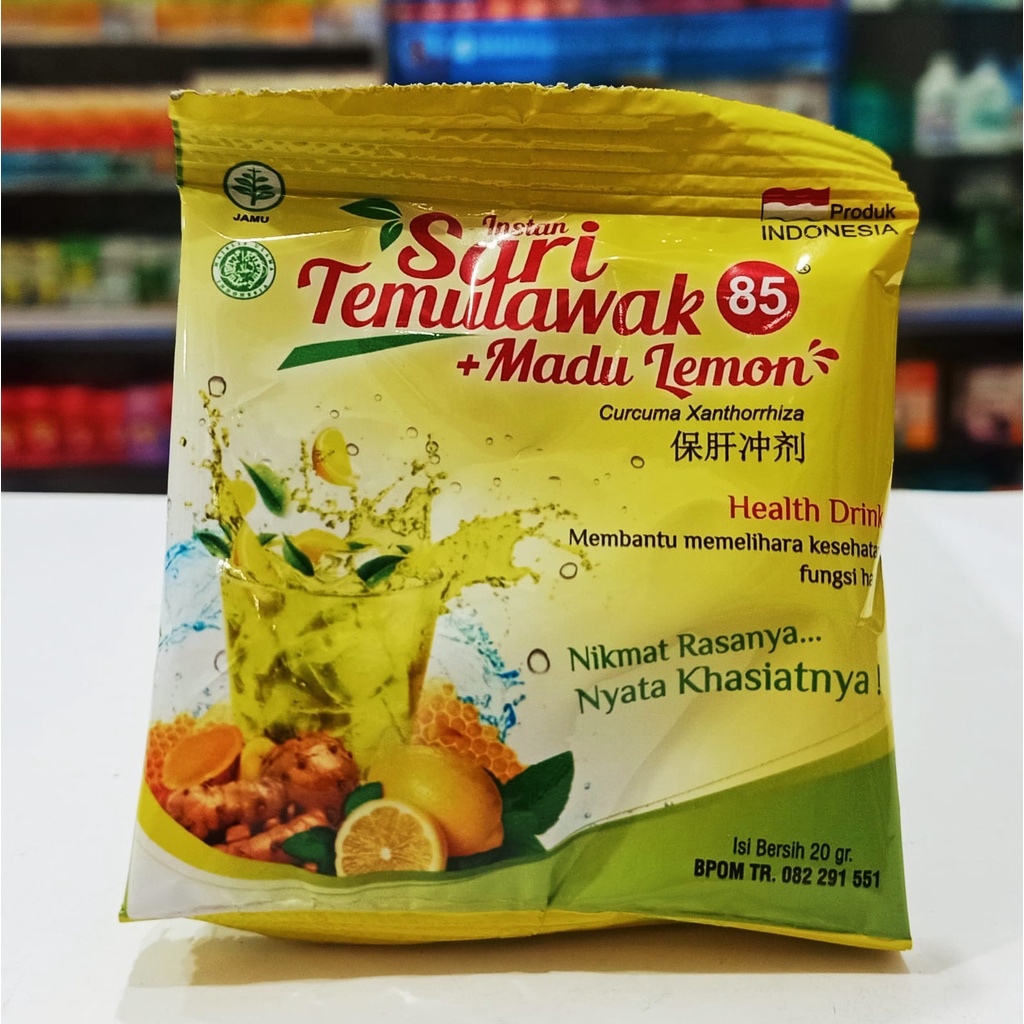 JAMU
Produk
INDONESIA
Instan
Sari
Temulawak 85 ®
+Madu Lemon
Curcuma Xanthorrhiza
保肝冲剂
Health Drink
Membantu memelihara
fungsi
Nikmat Rasanya...
Nyata Khasiatnya !
Isi Bersih 20 gr.
BPOM TR. 082 291 551